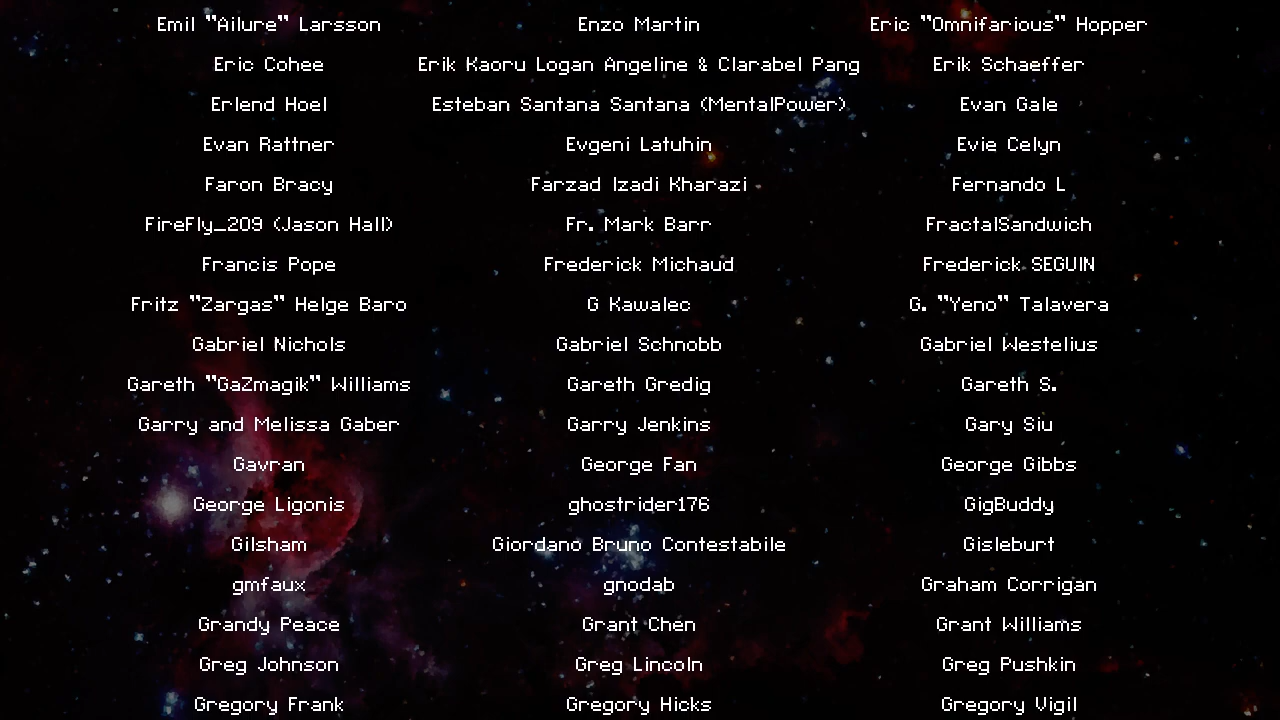 Emil "Ailure" Larsson Enzo Martin Eric "Omnifarious" Hopper
Eric Cohee Erik Kaoru Logan Angeline & Clarabel Pang Erik Schaeffer
Erlend Hoel Esteban Santana Santana (MentalPower) Evan Gale
Evan Rattner Evgeni Latuhin Evie Celyn
Faron Bracy Farzad Izadi Kharazi Fernando L
FireFly_209 (Jason Hall) Fr. Mark Barr FractalSandwich
Francis Pope Frederick Michaud Frederick SEGUIN
Fritz "Zargas" Helge Baro G Kawalec G. "Yeno" Talavera
Gabriel Nichols Gabriel Schnobb Gabriel Westelius
Gareth "GaZmagik" Williams Gareth Gredig Gareth S.
Garry and Melissa Gaber Garry Jenkins Gary Siu
Gavran George Fan George Gibbs
George Ligonis ghostrider176 GigBuddy
Gilsham Giordano Bruno Contestabile Gisleburt
gmfaux gnodab Graham Corrigan
Grandy Peace Grant Chen Grant Williams
Greg Johnson Greg Lincoln Greg Pushkin
Gregory Frank Gregory Hicks Gregory Vigil